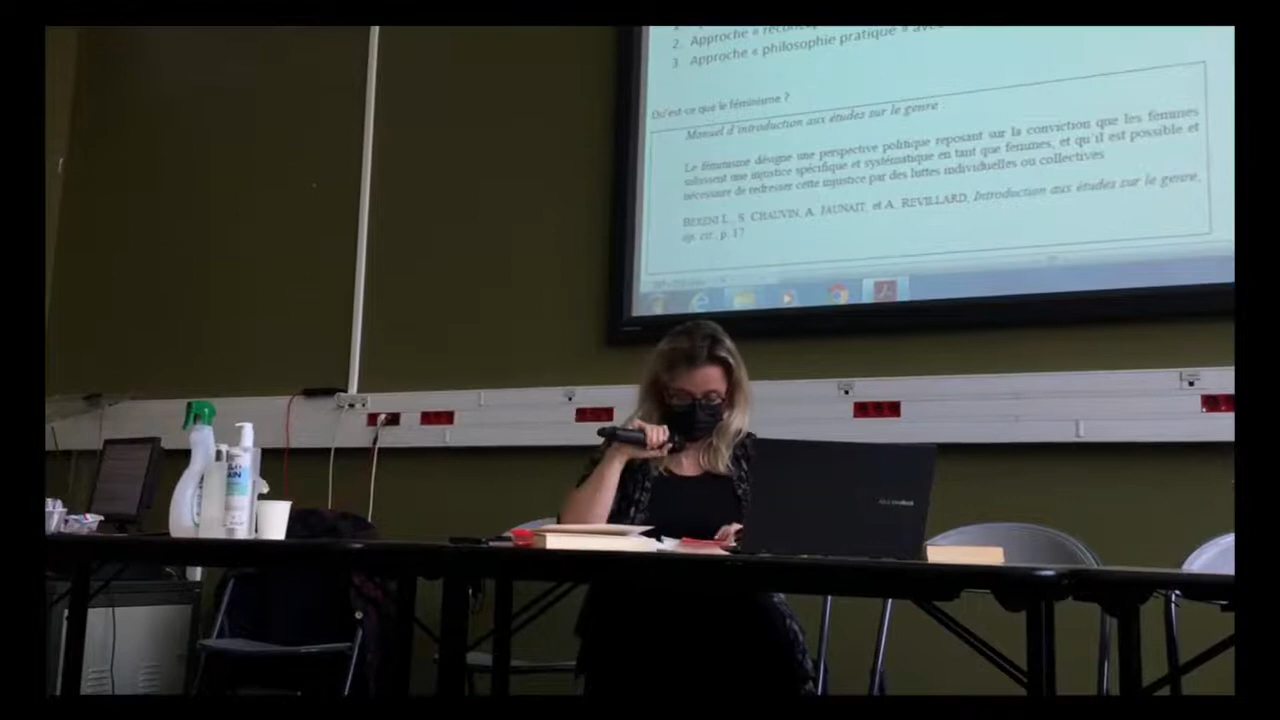 2. Approche «
3. Approche « philosophie pratique »
Qu'est-ce que le féminisme ?
Manuel d'introduction aux études sur le genre :
Le féminisme désigne une perspective politique reposant sur la conviction que les femmes
subissent une injustice spécifique et systématique en tant que femmes, et qu'il est possible et
nécessaire de redresser cette injustice par des luttes individuelles ou collectives
L., S. CHAUVIN, A. JAUNAIT, et A. REVILLARD, Introduction aux études sur le genre,
op. cit., p. 17